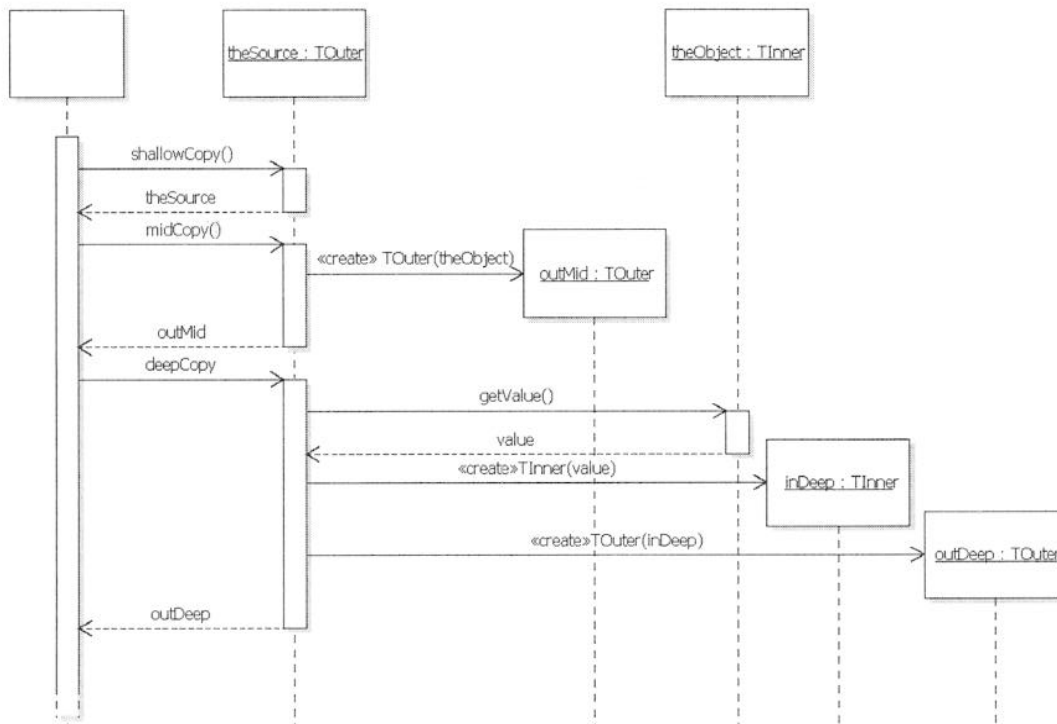 theSource : TOuter
theObject : TInner
shallowCopy()
theSource
midCopy()
«create» TOuter(theObject)
outMid : TOuter
outMid
deepCopy
getValue()
value
«create»TInner(value)
inDeep : TInner
«create»TOuter(inDeep)
outDeep : TOuter
outDeep